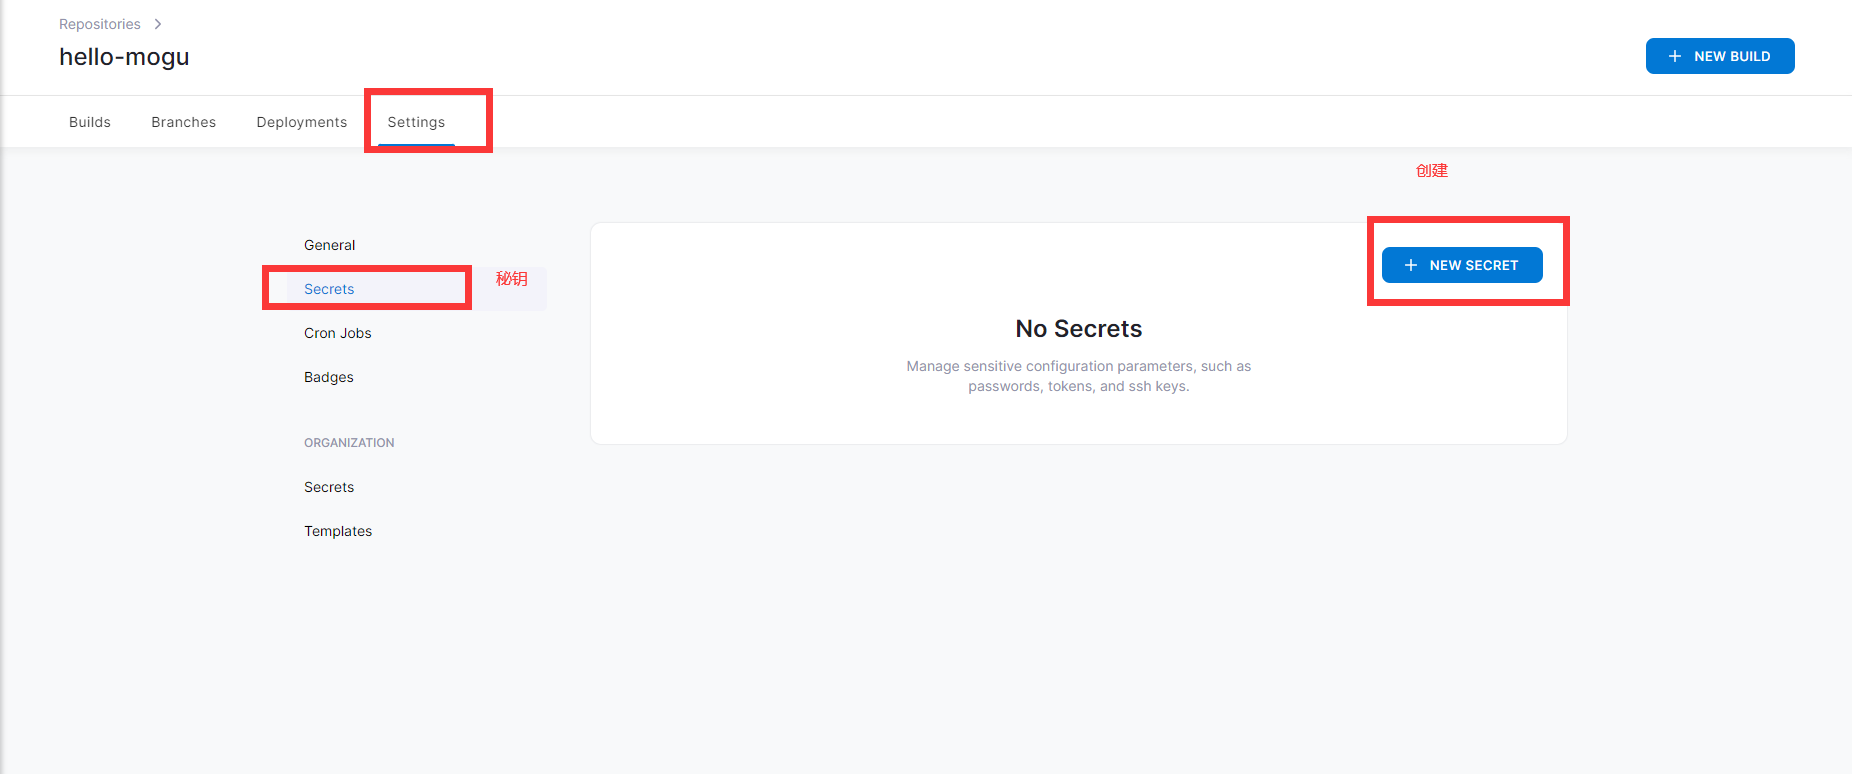 Repositories
hello-mogu
NEW BUILD
Builds
Branches
Deployments
Settings
创建
General
Secrets
秘钥
Cron Jobs
Badges
ORGANIZATION
Secrets
Templates
NEW SECRET
No Secrets
Manage sensitive configuration parameters, such as
passwords, tokens, and ssh keys.